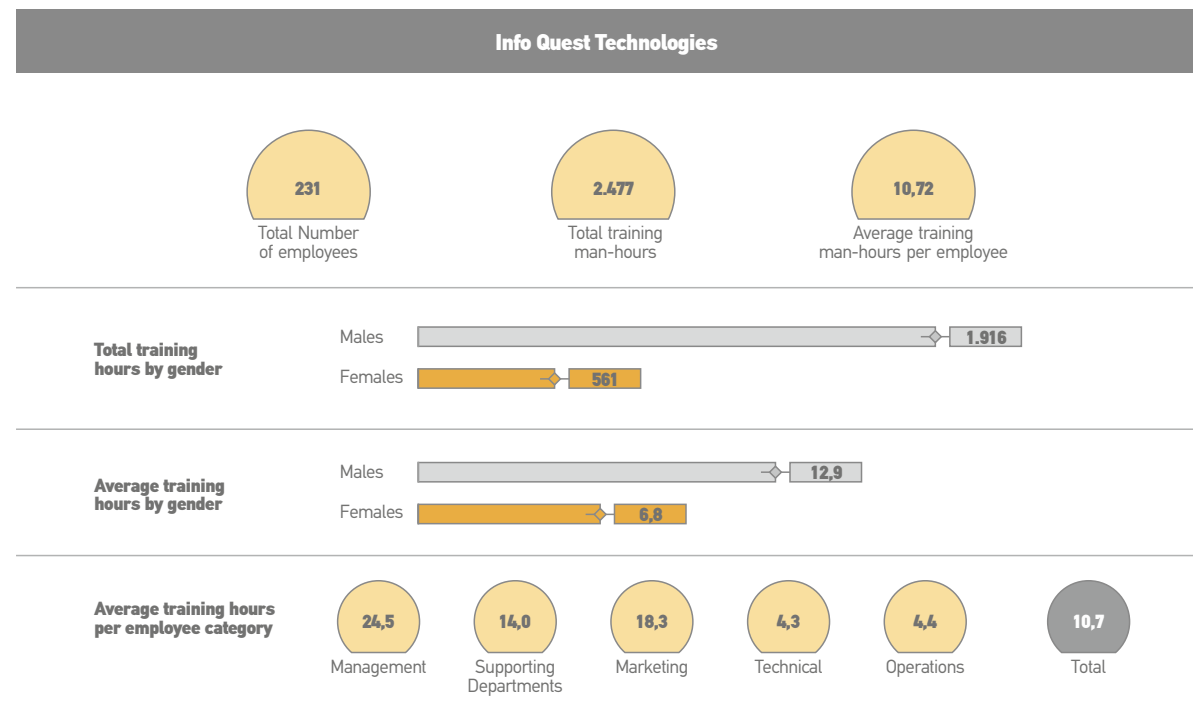 Info Quest Technologies
231
Total Number
of employees
2.477
Total training
man-hours
10,72
Average training
man-hours per employee
Total training
hours by gender
Males
1.916
Females
561
Average training
hours by gender
Males
12,9
Females
6,8
Average training hours
per employee category
24,5
Management
14,0
Supporting
Departments
18,3
Marketing
4,3
Technical
4,4
Operations
10,7
Total